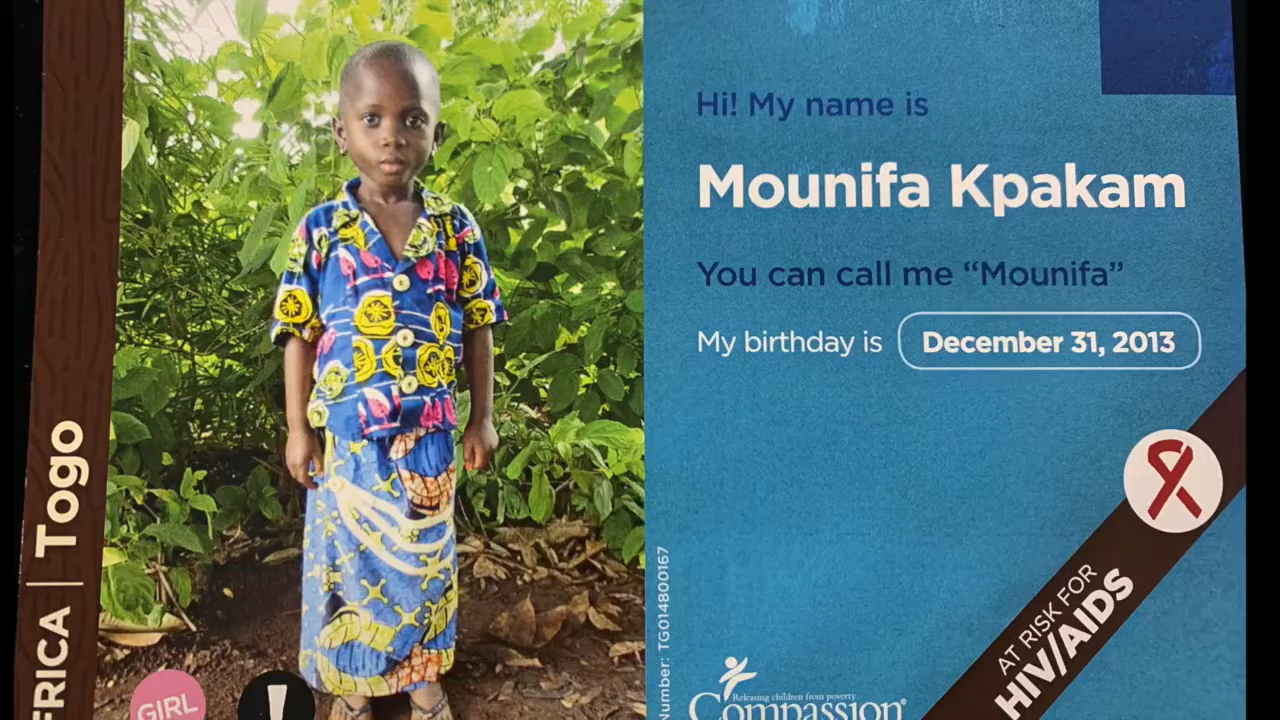 FRICA | Togo
GIRL
!
Hi! My name is
Mounifa Kpakam
You can call me “Mounifa”
My birthday is December 31, 2013
Number: TG014800167
AT RISK FOR
HIV/AIDS
Releasing children from poverty
Compassion®